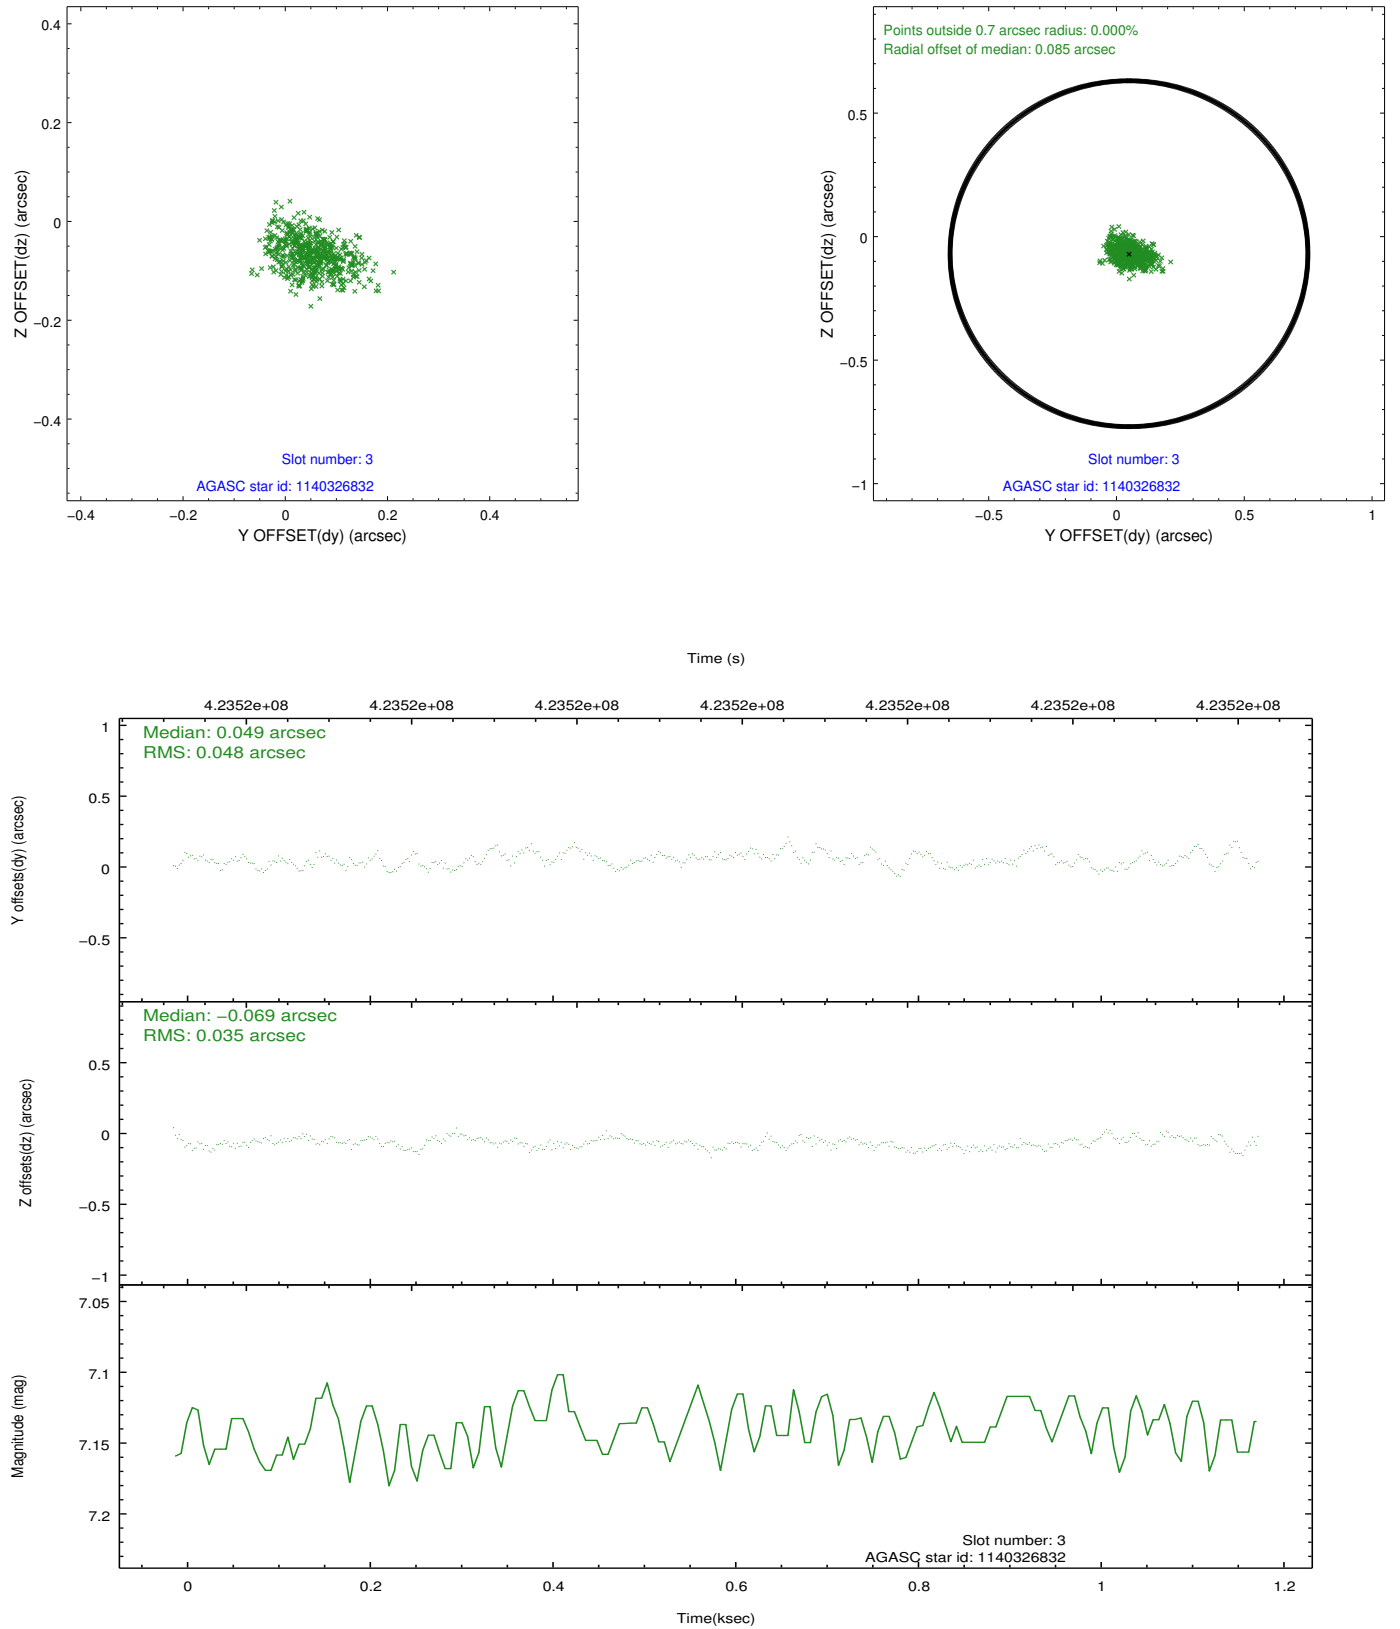 0.4
0.2
0
−0.2
−0.4
Z OFFSET(dz) (arcsec)
Slot number: 3
AGASC star id: 1140326832
−0.4
−0.2
0
0.2
0.4
Y OFFSET(dy) (arcsec)
Points outside 0.7 arcsec radius: 0.000%
Radial offset of median: 0.085 arcsec
0.5
0
−0.5
−1
Z OFFSET(dz) (arcsec)
Slot number: 3
AGASC star id: 1140326832
−0.5
0
0.5
1
Y OFFSET(dy) (arcsec)
Time (s)
4.2352e+08
4.2352e+08
4.2352e+08
4.2352e+08
4.2352e+08
4.2352e+08
4.2352e+08
Median: 0.049 arcsec
RMS: 0.048 arcsec
1
0.5
0
−0.5
Y offsets(dy) (arcsec)
Median: −0.069 arcsec
RMS: 0.035 arcsec
0.5
0
−0.5
−1
Z offsets(dz) (arcsec)
7.05
7.1
7.15
7.2
Magnitude (mag)
Slot number: 3
AGASC star id: 1140326832
0
0.2
0.4
0.6
0.8
1
1.2
Time(ksec)